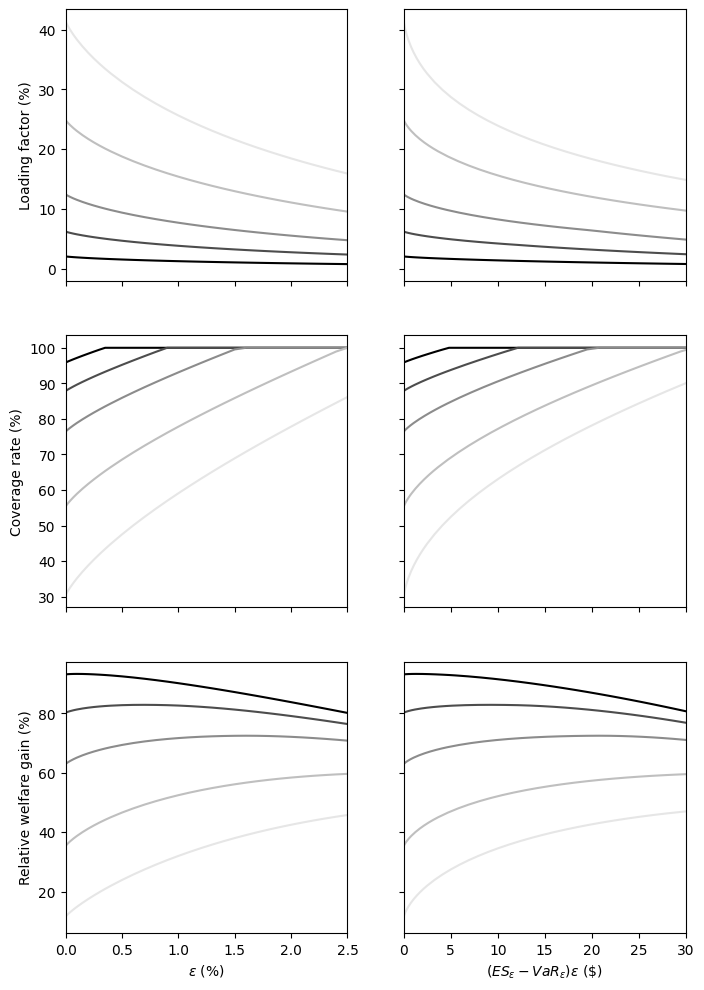 40
30
20
10
0
Loading factor (%)
100
90
80
70
60
50
40
30
Coverage rate (%)
80
60
40
20
Relative welfare gain (%)
0.0 0.5 1.0 1.5 2.0 2.5
ε (%)
0 5 10 15 20 25 30
(ES_ε − VaR_ε)ε ($)